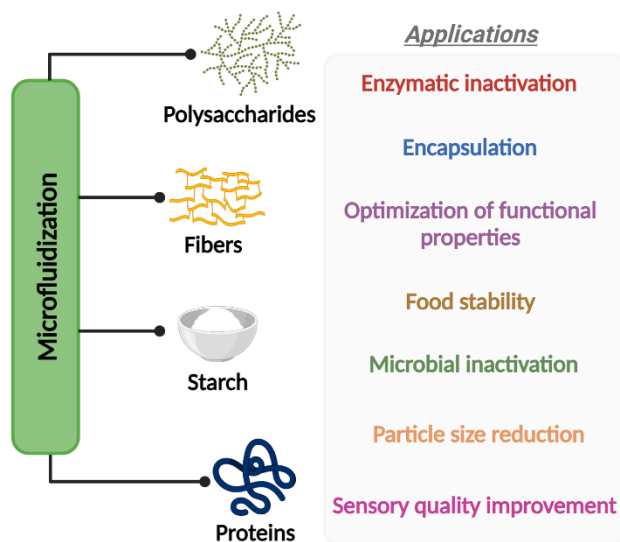 Applications
Microfluidization
Polysaccharides
Fibers
Starch
Proteins
Enzymatic inactivation
Encapsulation
Optimization of functional
properties
Food stability
Microbial inactivation
Particle size reduction
Sensory quality improvement